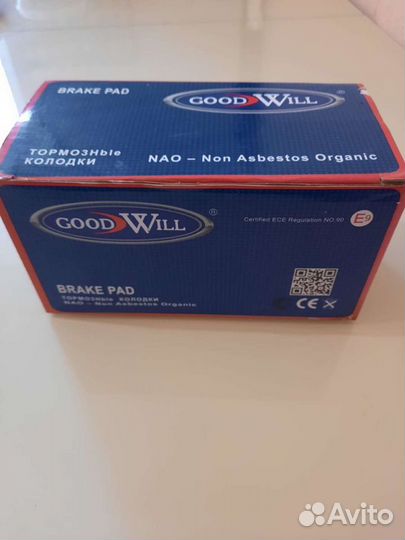 BRAKE PAD
GOOD WILL ®
ТОРМОЗНЫЕ
КОЛОДКИ
NAO – Non Asbestos Organic
GOOD WILL ®
Certified ECE Regulation NO.90 E9
BRAKE PAD
ТОРМОЗНЫЕ КОЛОДКИ
NAO – Non Asbestos Organic
CE
Avito